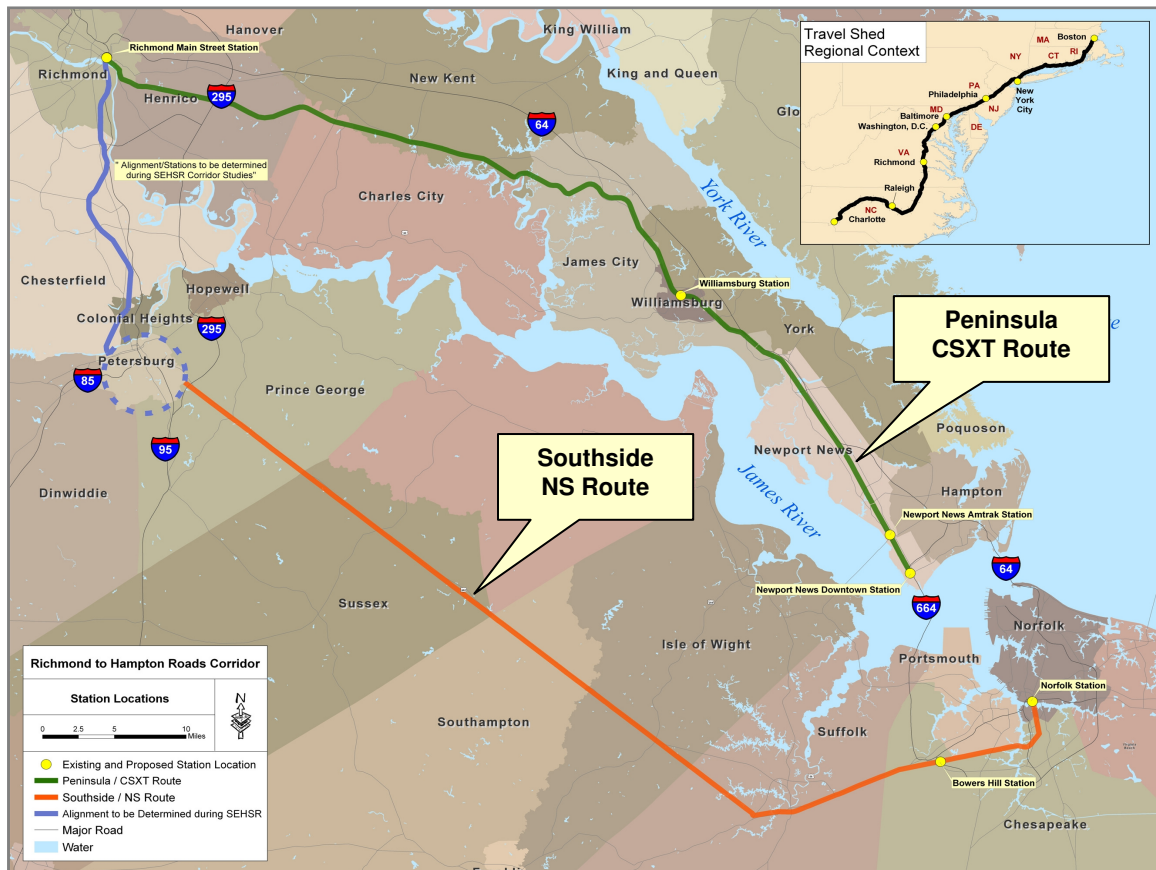 Hanover
Richmond Main Street Station
Richmond
Henrico
295
New Kent
King William
King and Queen
64
" Alignment/Stations to be determined
during SEHSR Corridor Studies"
Charles City
York River
Travel Shed
Regional Context
Boston
MA
NY
CT
RI
PA
Philadelphia
New
York
City
NJ
MD
Baltimore
Washington, D.C.
DE
VA
Richmond
Raleigh
NC
Charlotte
Chesterfield
Hopewell
James City
Williamsburg Station
Williamsburg
Colonial Heights
295
York
Peninsula
CSXT Route
Petersburg
85
Prince George
95
Poquoson
Southside
NS Route
Newport News
James River
Hampton
Dinwiddie
Newport News Amtrak Station
64
Newport News Downtown Station
664
Sussex
Isle of Wight
Norfolk
Portsmouth
Norfolk Station
Southampton
Suffolk
Bowers Hill Station
Chesapeake
Richmond to Hampton Roads Corridor
Station Locations
N
0 2.5 5 10
Miles
Existing and Proposed Station Location
Peninsula / CSXT Route
Southside / NS Route
Alignment to be Determined during SEHSR
Major Road
Water